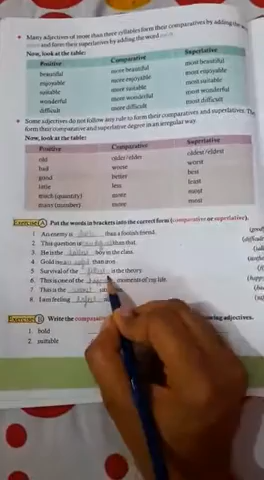 Many adjectives of more than their syllables form their comparatives by adding the word
more and form their superlatives by adding the word most.
Now, look at the table:
Positive Comparative Superlative
beautiful more beautiful most beautiful
enjoyable more enjoyable most enjoyable
suitable more suitable most suitable
wonderful more wonderful most wonderful
difficult more difficult most difficult
Some adjectives do not follow any rule to form their comparatives and superlatives. They
form their comparative and superlative degree in an irregular way.
Now, look at the table:
Positive Comparative Superlative
old older/elder oldest/eldest
bad worse worst
good better best
little less least
much (quantity) more most
many (number) more most
Exercise A Put the words in brackets into the correct form (comparative or superlative).
1 An enemy is than a foolish friend. (good
2 This question is than that. (difficult
3 He is the boy in the class.
4 Gold is than iron.
5 Survival of the fittest is the theory.
6 This is one of the moments of my life. (happy
7 This is the
8 I am feeling
Exercise B Write the
1 bold
2 suitable